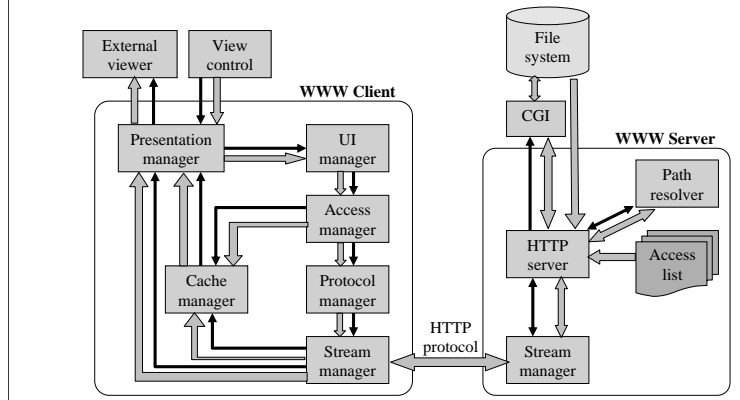 External
viewer
View
control
WWW Client
Presentation
manager
UI
manager
Access
manager
Cache
manager
Protocol
manager
Stream
manager
HTTP
protocol
File
system
CGI
WWW Server
Path
resolver
HTTP
server
Access
list
Stream
manager